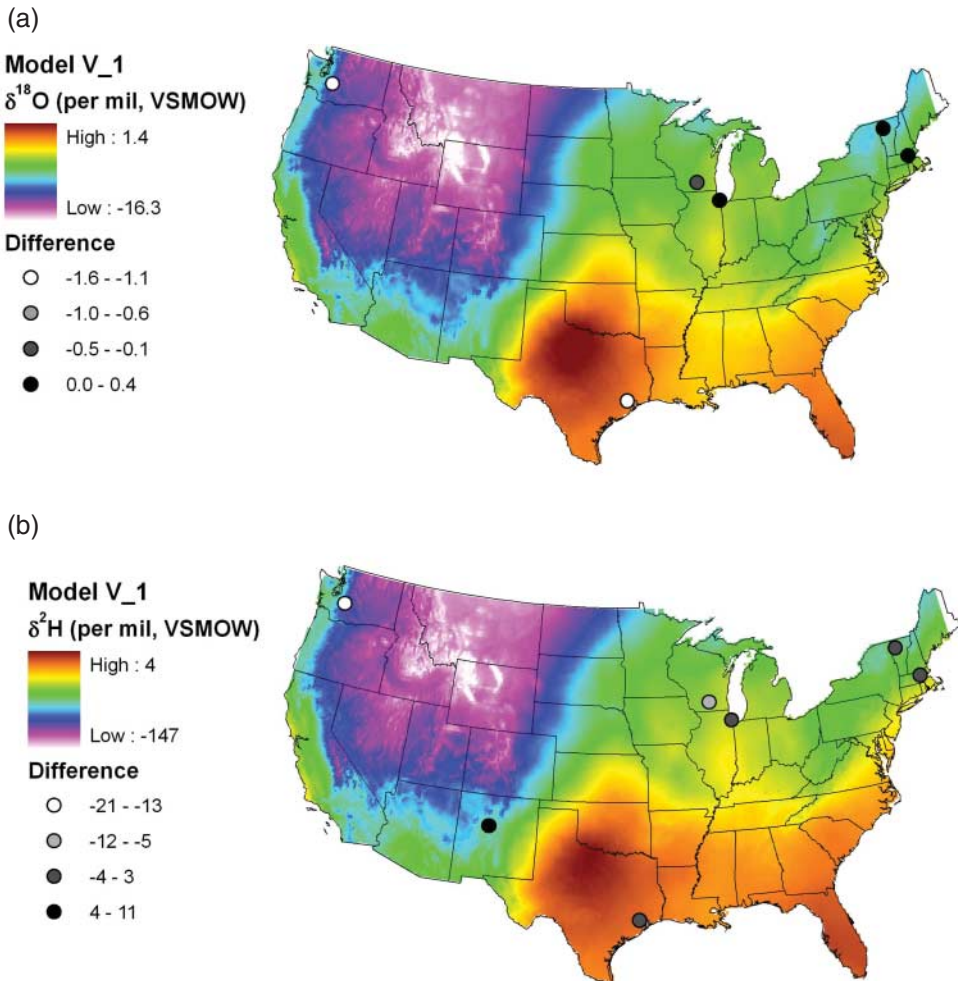 (a)
Model V_1
δ¹⁸O (per mil, VSMOW)
High : 1.4
Low : -16.3
Difference
-1.6 - -1.1
-1.0 - -0.6
-0.5 - -0.1
0.0 - 0.4
(b)
Model V_1
δ²H (per mil, VSMOW)
High : 4
Low : -147
Difference
-21 - -13
-12 - -5
-4 - 3
4 - 11